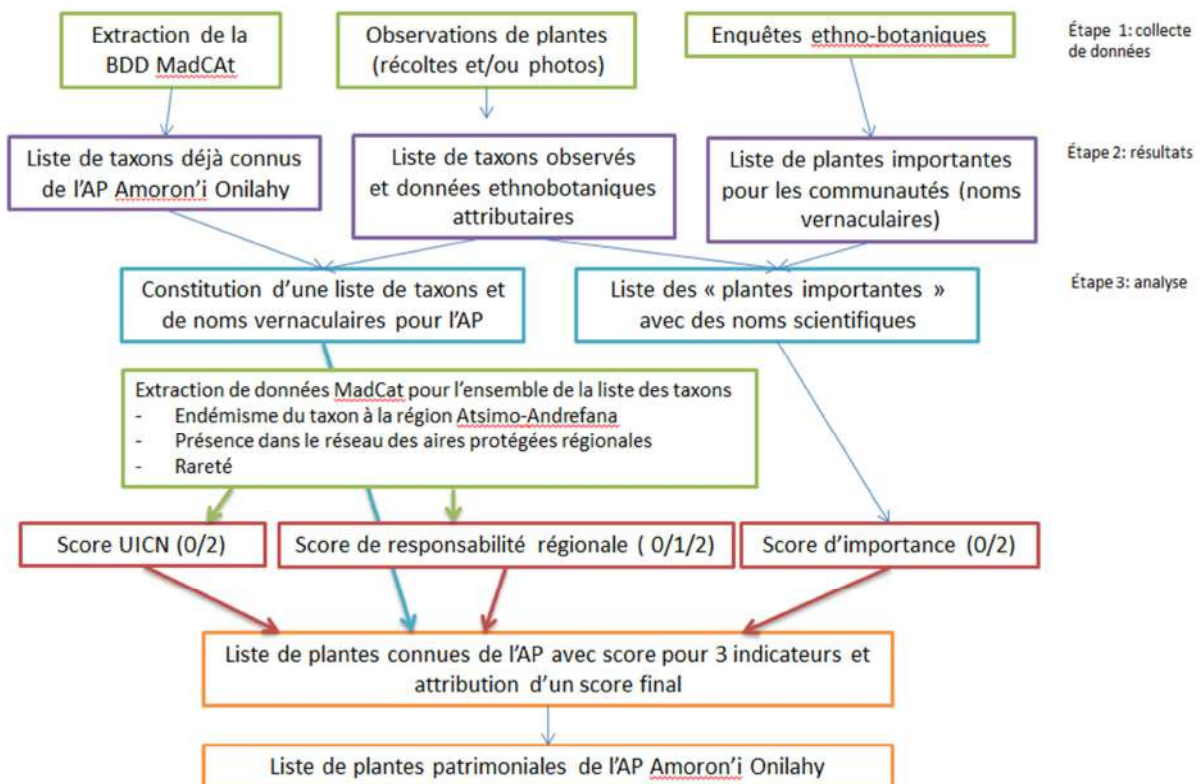 Extraction de la
BDD MadCAt
Observations de plantes
(récoltes et/ou photos)
Enquêtes ethno-botaniques
Étape 1: collecte
de données
Liste de taxons déjà connus
de l'AP Amoron'i Onilahy
Liste de taxons observés
et données ethnobotaniques
attributaires
Liste de plantes importantes
pour les communautés (noms
vernaculaires)
Étape 2: résultats
Constitution d'une liste de taxons et
de noms vernaculaires pour l'AP
Liste des « plantes importantes »
avec des noms scientifiques
Étape 3: analyse
Extraction de données MadCat pour l'ensemble de la liste des taxons
- Endémisme du taxon à la région Atsimo-Andrefana
- Présence dans le réseau des aires protégées régionales
- Rareté
Score UICN (0/2)
Score de responsabilité régionale ( 0/1/2)
Score d'importance (0/2)
Liste de plantes connues de l'AP avec score pour 3 indicateurs et
attribution d'un score final
Liste de plantes patrimoniales de l'AP Amoron'i Onilahy